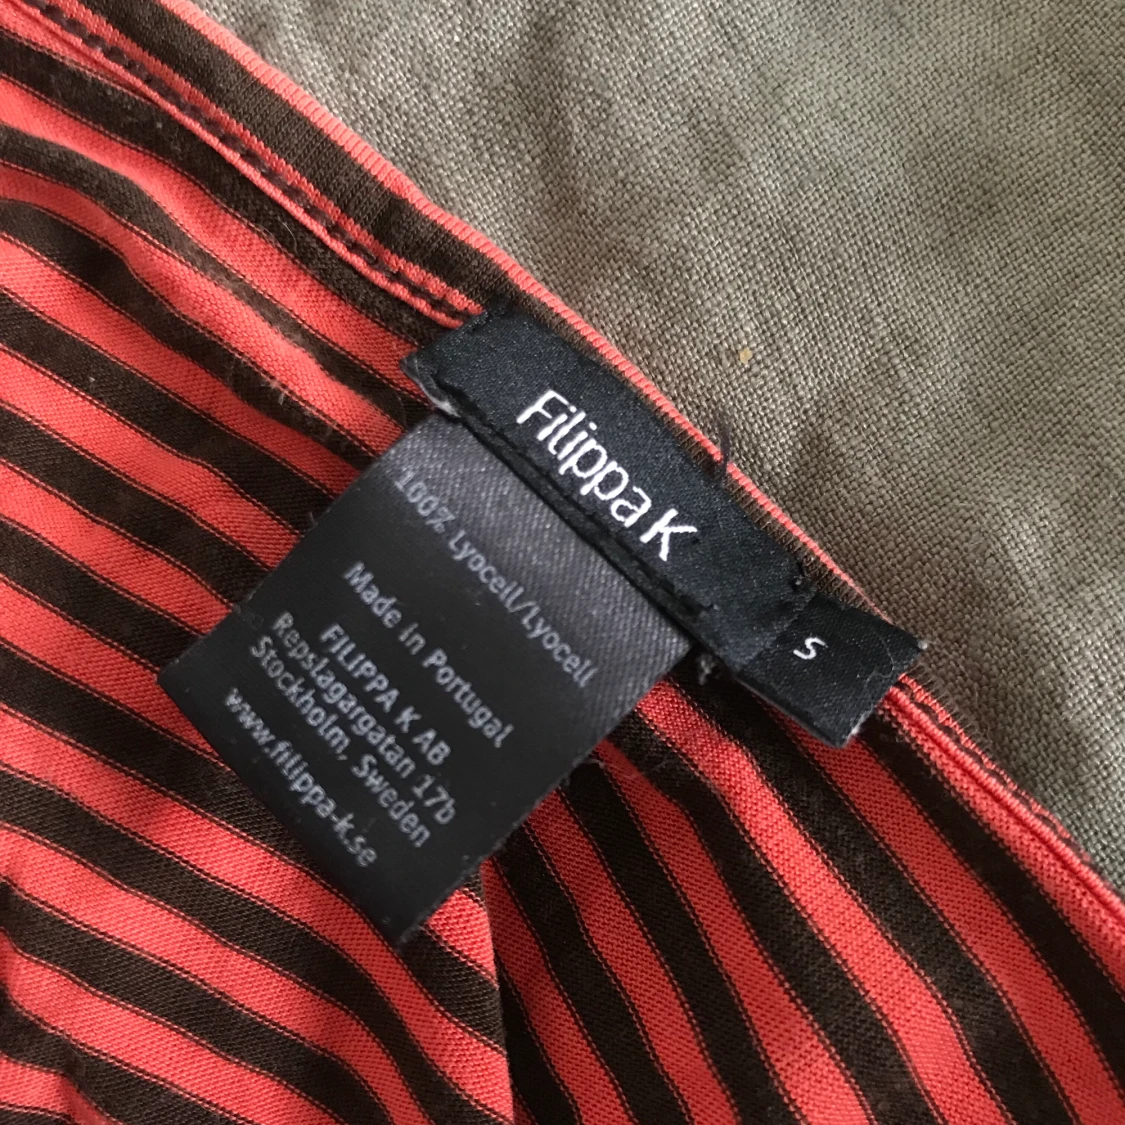 Filippa K
S
100% Lyocell/Lyocell
Made in Portugal
FILIPPA K AB
Repslagargatan 17b
Stockholm, Sweden
www.filippa-k.se